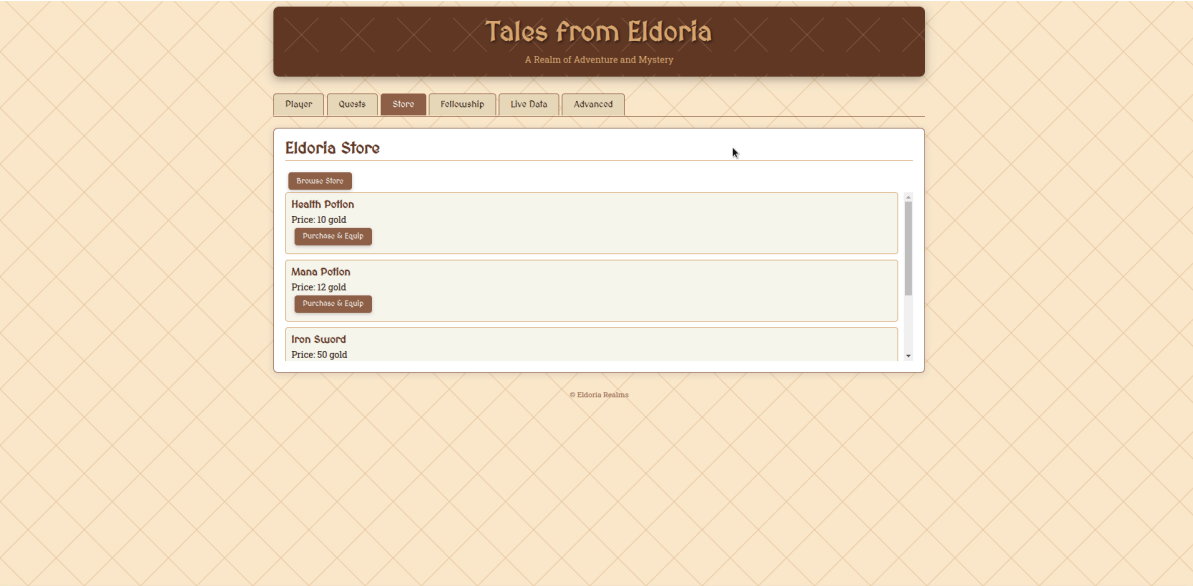 Tales from Eldoria
A Realm of Adventure and Mystery
Player Quests Store Fellowship Live Data Advanced
Eldoria Store
Browse Store
Health Potion
Price: 10 gold
Purchase & Equip
Mana Potion
Price: 12 gold
Purchase & Equip
Iron Sword
Price: 50 gold
© Eldoria Realms